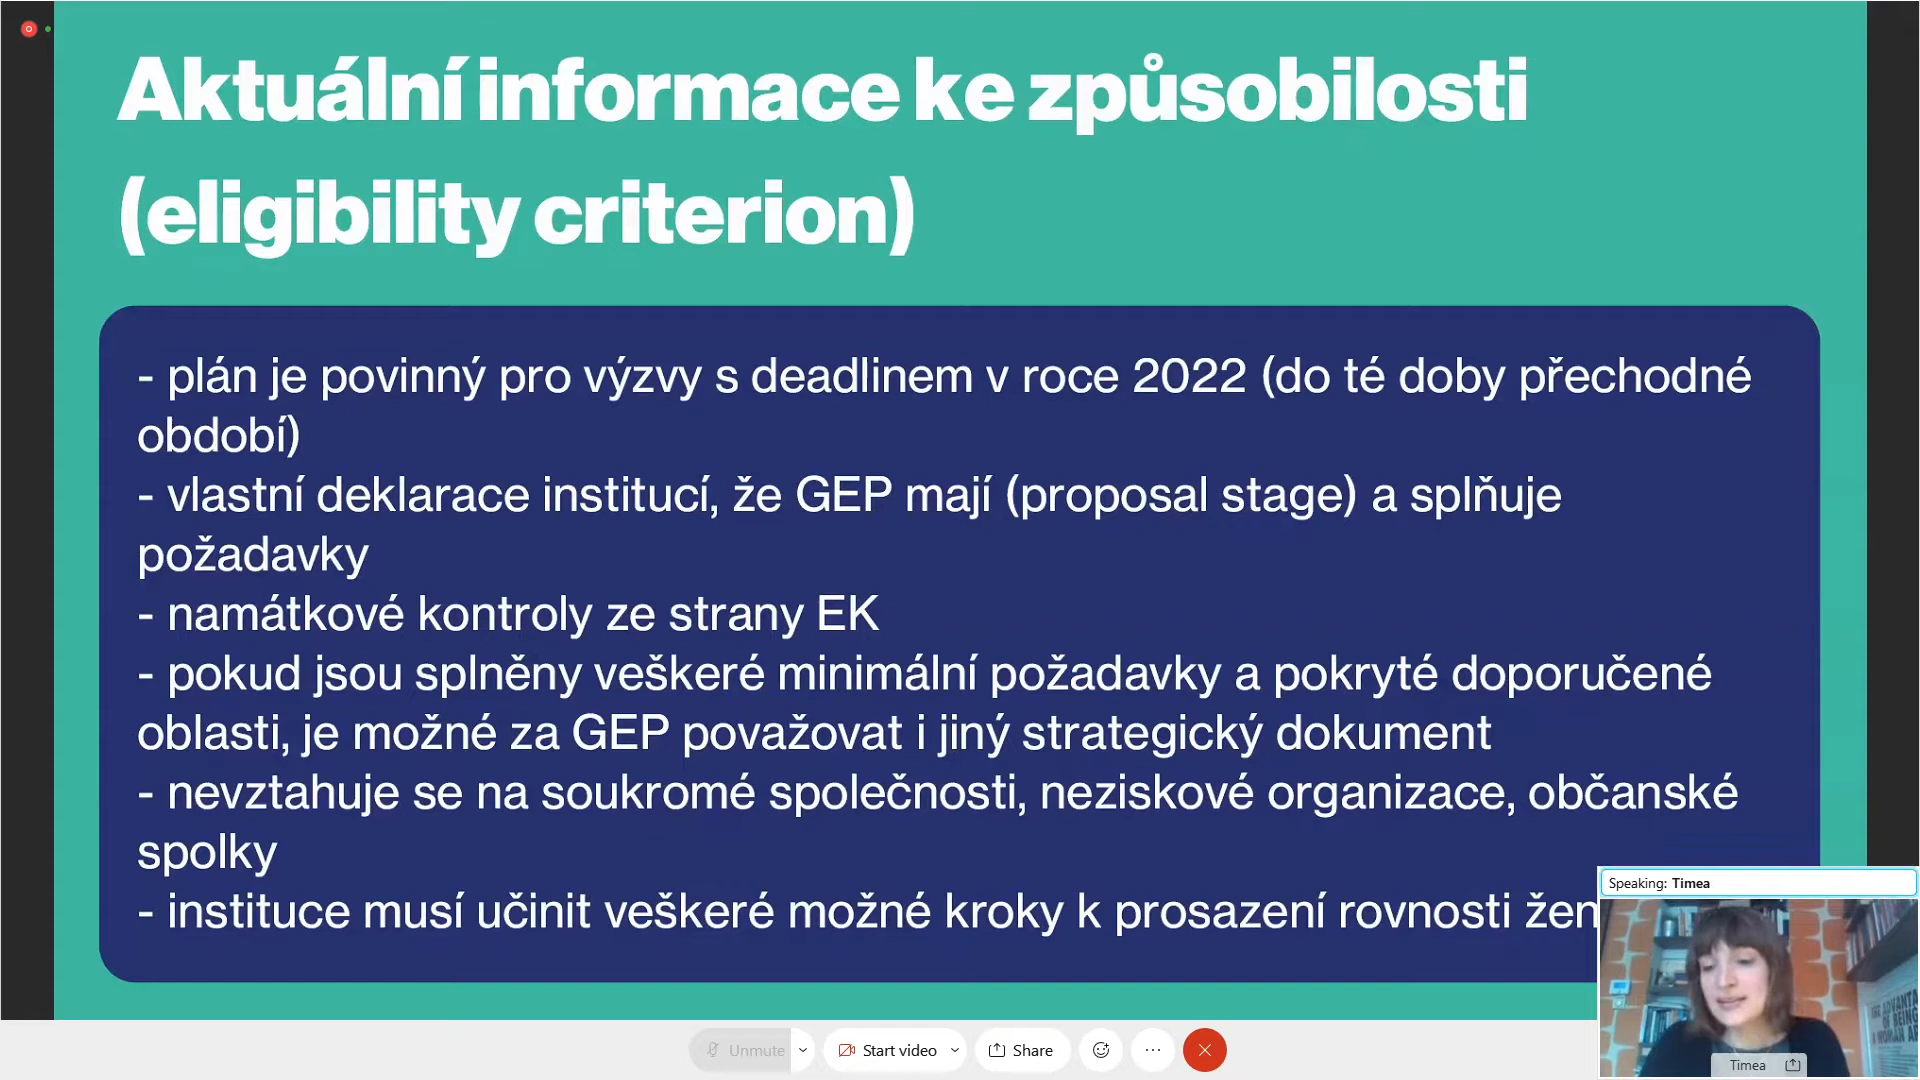 Aktuální informace ke způsobilosti
(eligibility criterion)
- plán je povinný pro výzvy s deadlinem v roce 2022 (do té doby přechodné
období)
- vlastní deklarace institucí, že GEP mají (proposal stage) a splňuje
požadavky
- namátkové kontroly ze strany EK
- pokud jsou splněny veškeré minimální požadavky a pokryté doporučené
oblasti, je možné za GEP považovat i jiný strategický dokument
- nevztahuje se na soukromé společnosti, neziskové organizace, občanské
spolky
- instituce musí učinit veškeré možné kroky k prosazení rovnosti žen
Speaking: Timea
OF BEING
Timea
Unmute
Start video
Share